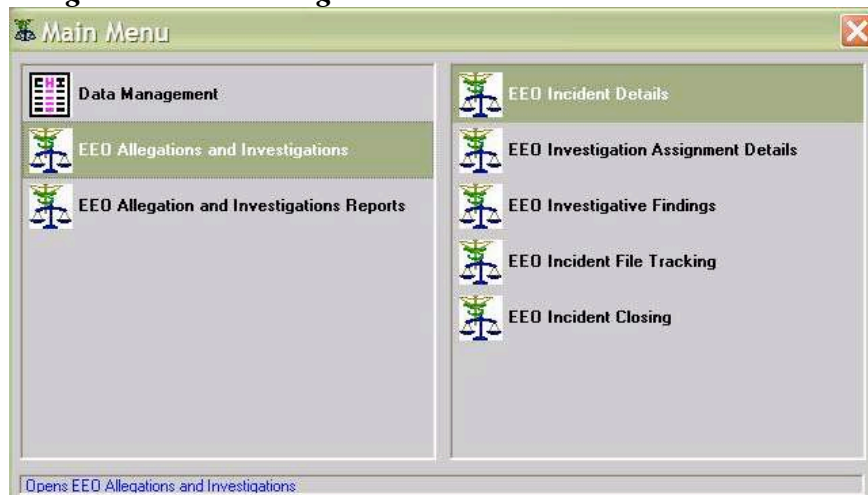 Main Menu
Data Management
EEO Allegations and Investigations
EEO Allegation and Investigations Reports
EEO Incident Details
EEO Investigation Assignment Details
EEO Investigative Findings
EEO Incident File Tracking
EEO Incident Closing
Opens EEO Allegations and Investigations